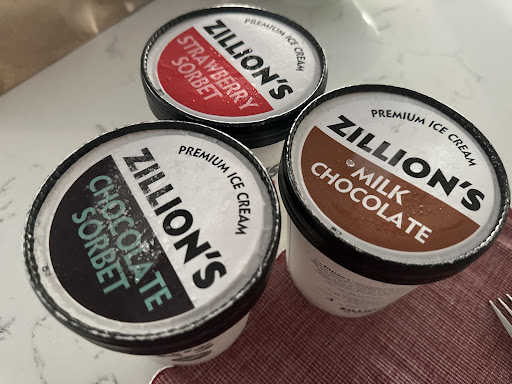 PREMIUM ICE CREAM
ZILLION'S
STRAWBERRY
SORBET
PREMIUM ICE CREAM
ZILLION'S
MILK
CHOCOLATE
PREMIUM ICE CREAM
ZILLION'S
CHOCOLATE
SORBET